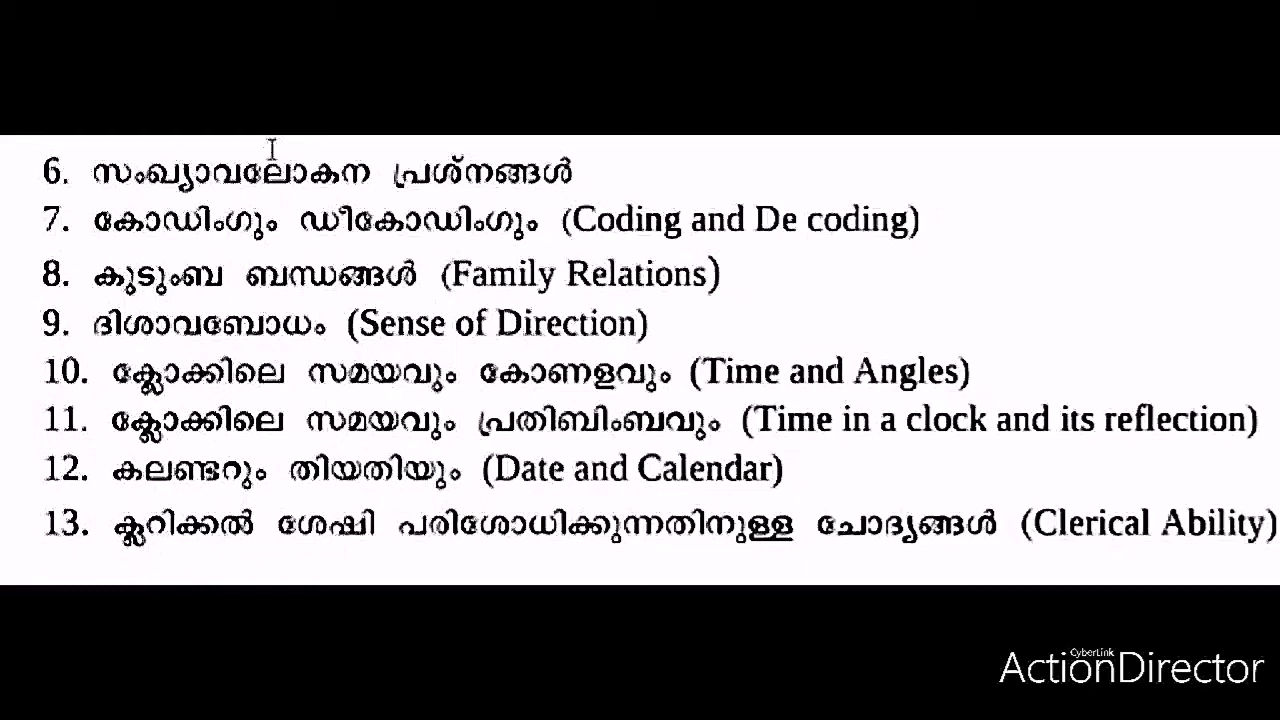 6. സംഖ്യാവലോകന പ്രശ്നങ്ങൾ
7. കോഡിംഗും ഡീകോഡിംഗും (Coding and De coding)
8. കുടുംബ ബന്ധങ്ങൾ (Family Relations)
9. ദിശാവബോധം (Sense of Direction)
10. ക്ലോക്കിലെ സമയവും കോണളവും (Time and Angles)
11. ക്ലോക്കിലെ സമയവും പ്രതിബിംബവും (Time in a clock and its reflection)
12. കലണ്ടറും തിയതിയും (Date and Calendar)
13. ക്ലറിക്കൽ ശേഷി പരിശോധിക്കുന്നതിനുള്ള ചോദ്യങ്ങൾ (Clerical Ability)
CyberLink
ActionDirector